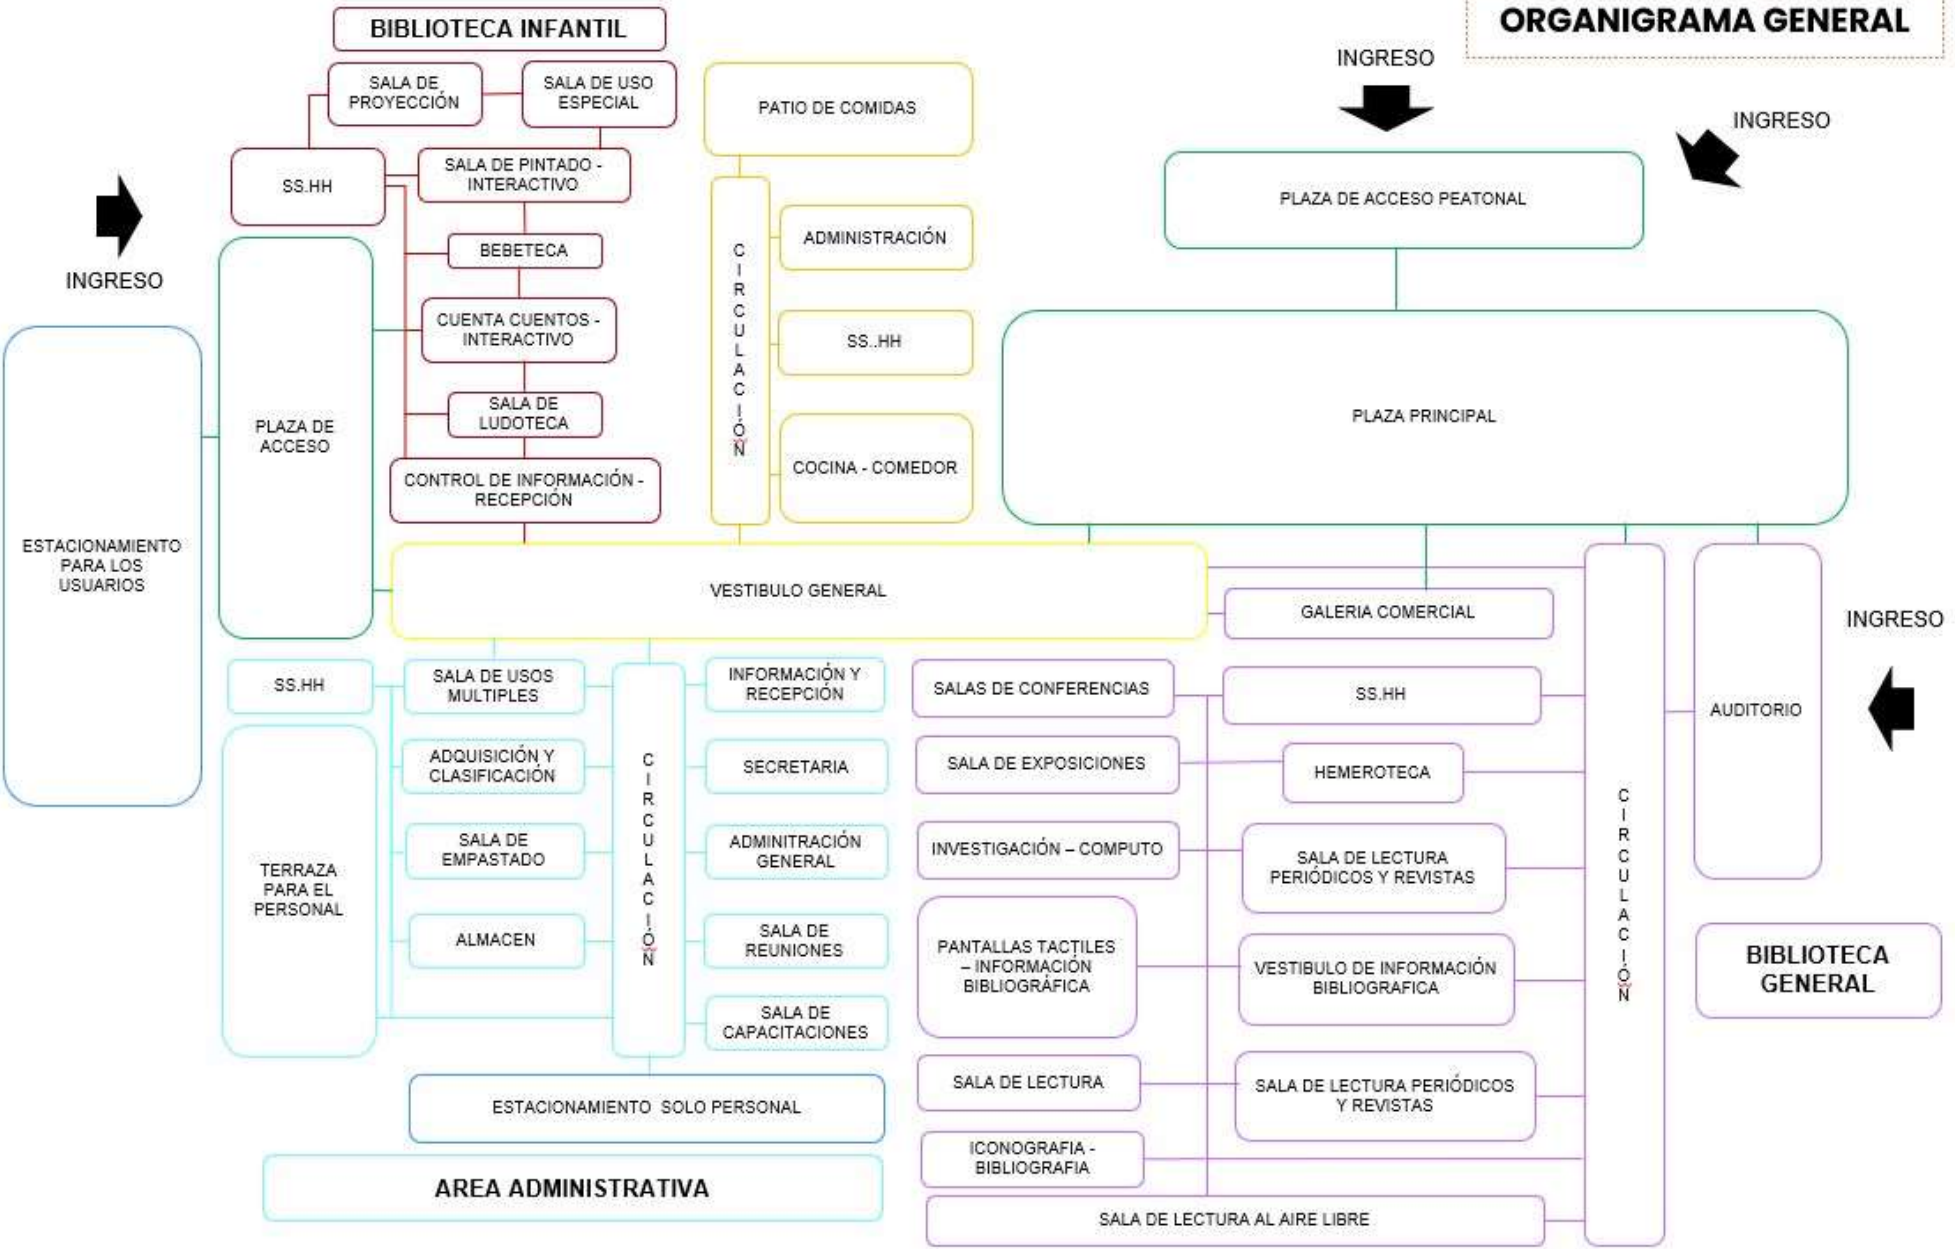 ORGANIGRAMA GENERAL
BIBLIOTECA INFANTIL
SALA DE
PROYECCIÓN
SALA DE USO
ESPECIAL
SS.HH
SALA DE PINTADO -
INTERACTIVO
BEBETECA
CUENTA CUENTOS -
INTERACTIVO
SALA DE
LUDOTECA
CONTROL DE INFORMACIÓN -
RECEPCIÓN
PATIO DE COMIDAS
CIRCULACIÓN
ADMINISTRACIÓN
SS..HH
COCINA - COMEDOR
INGRESO
INGRESO
PLAZA DE ACCESO PEATONAL
PLAZA PRINCIPAL
INGRESO
ESTACIONAMIENTO
PARA LOS
USUARIOS
PLAZA DE
ACCESO
VESTIBULO GENERAL
GALERIA COMERCIAL
INGRESO
AUDITORIO
SS.HH
SALA DE USOS
MULTIPLES
ADQUISICIÓN Y
CLASIFICACIÓN
SALA DE
EMPASTADO
ALMACEN
TERRAZA
PARA EL
PERSONAL
CIRCULACIÓN
INFORMACIÓN Y
RECEPCIÓN
SECRETARIA
ADMINITRACIÓN
GENERAL
SALA DE
REUNIONES
SALA DE
CAPACITACIONES
ESTACIONAMIENTO SOLO PERSONAL
AREA ADMINISTRATIVA
SALAS DE CONFERENCIAS
SS.HH
SALA DE EXPOSICIONES
HEMEROTECA
INVESTIGACIÓN – COMPUTO
SALA DE LECTURA
PERIÓDICOS Y REVISTAS
PANTALLAS TACTILES
– INFORMACIÓN
BIBLIOGRÁFICA
VESTIBULO DE INFORMACIÓN
BIBLIOGRAFICA
SALA DE LECTURA
SALA DE LECTURA PERIÓDICOS
Y REVISTAS
ICONOGRAFIA -
BIBLIOGRAFIA
SALA DE LECTURA AL AIRE LIBRE
CIRCULACIÓN
BIBLIOTECA
GENERAL